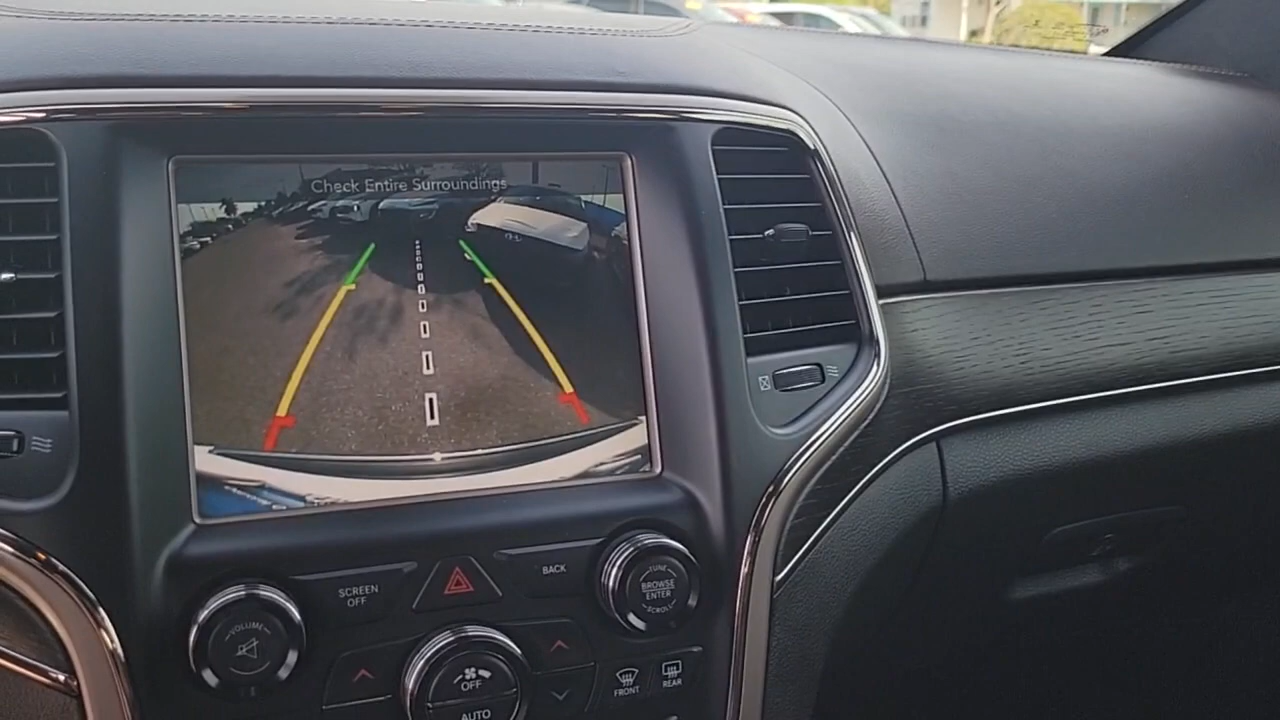 Check Entire Surroundings
SCREEN
OFF
BACK
TUNE
BROWSE
ENTER
SCROLL
VOLUME
OFF
AUTO
FRONT
REAR